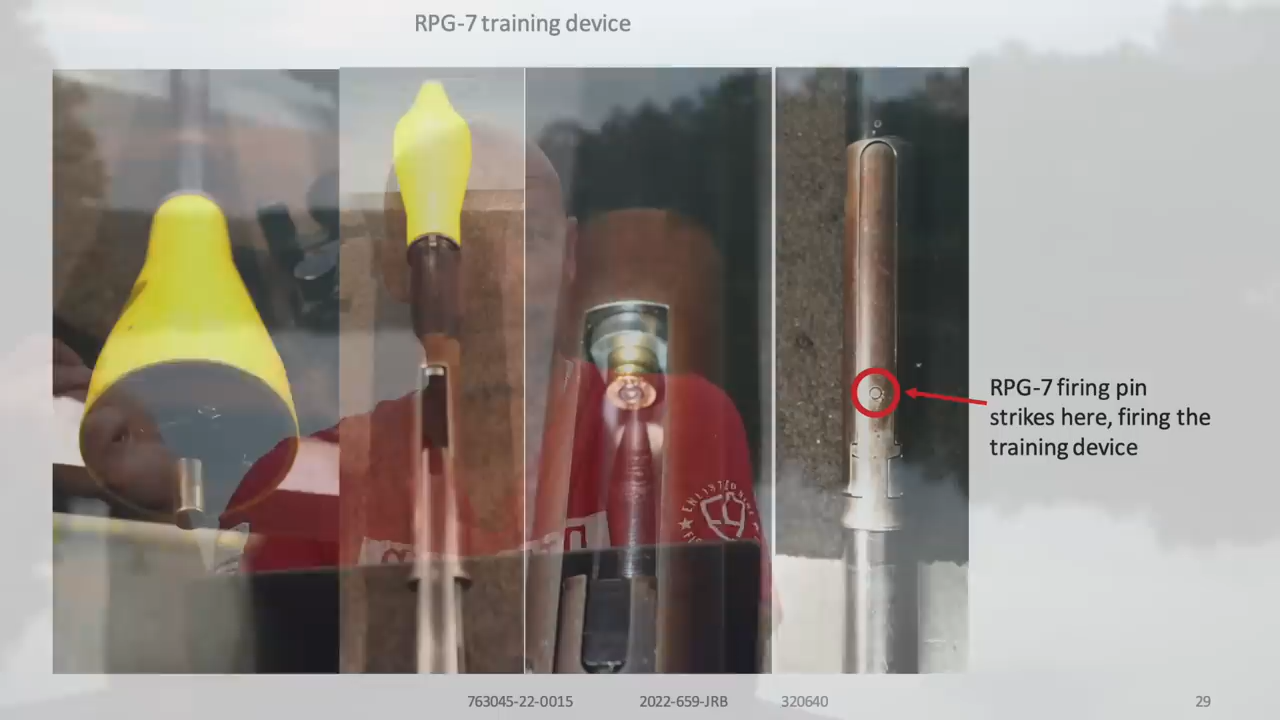 RPG-7 training device
RPG-7 firing pin
strikes here, firing the
training device
763045-22-0015 2022-659-JRB 320640 29